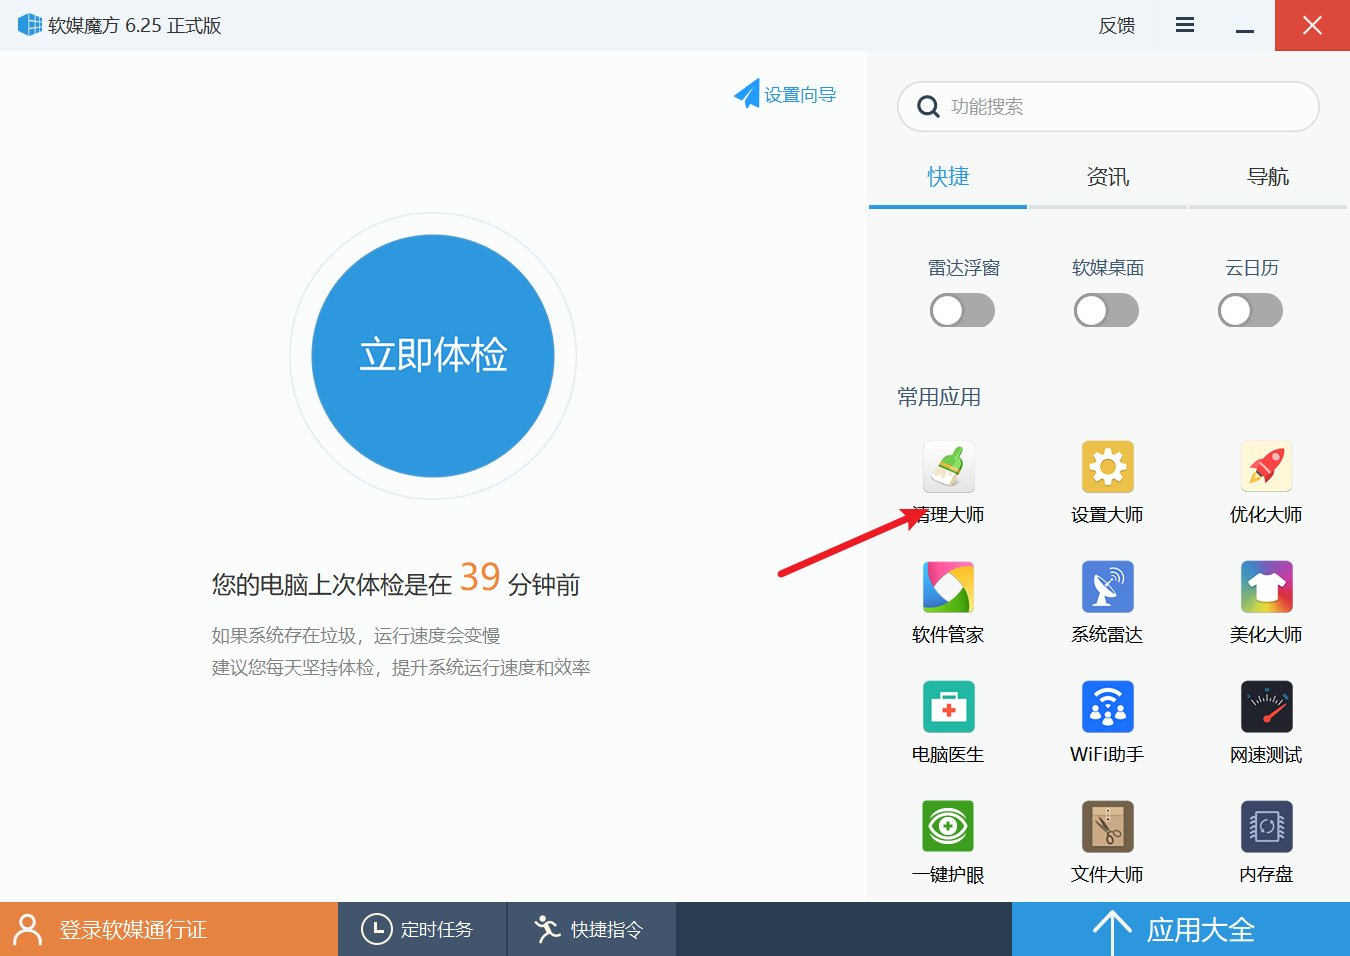 软媒魔方 6.25 正式版
反馈
设置向导
功能搜索
快捷 资讯 导航
雷达浮窗 软媒桌面 云日历
立即体检
常用应用
清理大师 设置大师 优化大师
您的电脑上次体检是在 39 分钟前
如果系统存在垃圾，运行速度会变慢
建议您每天坚持体检，提升系统运行速度和效率
软件管家 系统雷达 美化大师
电脑医生 WiFi助手 网速测试
一键护眼 文件大师 内存盘
登录软媒通行证 定时任务 快捷指令 应用大全